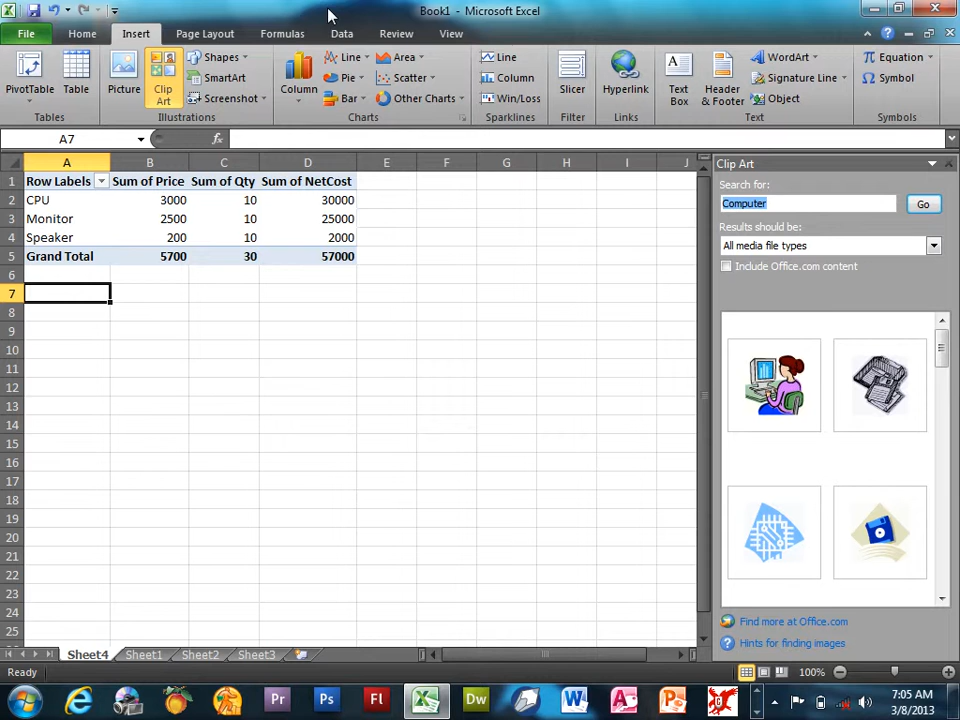 Book1 - Microsoft Excel
File Home Insert Page Layout Formulas Data Review View
PivotTable Table Picture Clip Art Shapes SmartArt Screenshot Column Line Pie Bar Area Scatter Other Charts Line Column Win/Loss Slicer Hyperlink Text Box Header & Footer WordArt Signature Line Object Equation Symbol
Tables Illustrations Charts Sparklines Filter Links Text Symbols
A7 fx
A B C D E F G H I J
1 Row Labels Sum of Price Sum of Qty Sum of NetCost
2 CPU 3000 10 30000
3 Monitor 2500 10 25000
4 Speaker 200 10 2000
5 Grand Total 5700 30 57000
6
7
8
9
10
11
12
13
14
15
16
17
18
19
20
21
22
23
24
25
Clip Art
Search for:
Computer Go
Results should be:
All media file types
Include Office.com content
Find more at Office.com
Hints for finding images
Sheet4 Sheet1 Sheet2 Sheet3
Ready 100%
Pr Ps Fl Dw
7:05 AM
3/8/2013